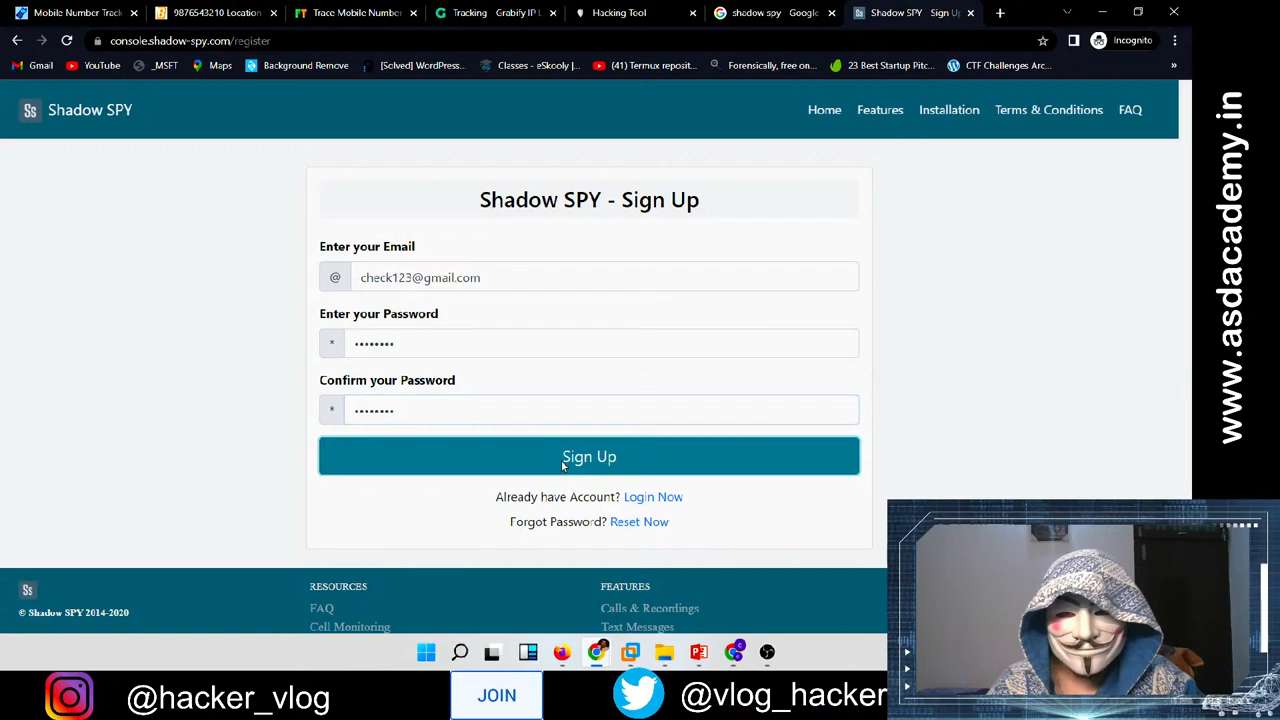 Mobile Number Track
9876543210 Location
Trace Mobile Number
Tracking - Grabify IP L
Hacking Tool
shadow spy - Google
Shadow SPY - Sign Up
console.shadow-spy.com/register
Incognito
Gmail
YouTube
_MSFT
Maps
Background Remove
[Solved] WordPress...
Classes - eSkooly |...
(41) Termux reposit...
Forensically, free on...
23 Best Startup Pitc...
CTF Challenges Arc...
»
Ss Shadow SPY
Home
Features
Installation
Terms & Conditions
FAQ
Shadow SPY - Sign Up
Enter your Email
@ check123@gmail.com
Enter your Password
* ••••••••
Confirm your Password
* ••••••••
Sign Up
Already have Account? Login Now
Forgot Password? Reset Now
Ss
© Shadow SPY 2014-2020
RESOURCES
FAQ
Cell Monitoring
FEATURES
Calls & Recordings
Text Messages
www.asdacademy.in
@hacker_vlog
JOIN
@vlog_hacker